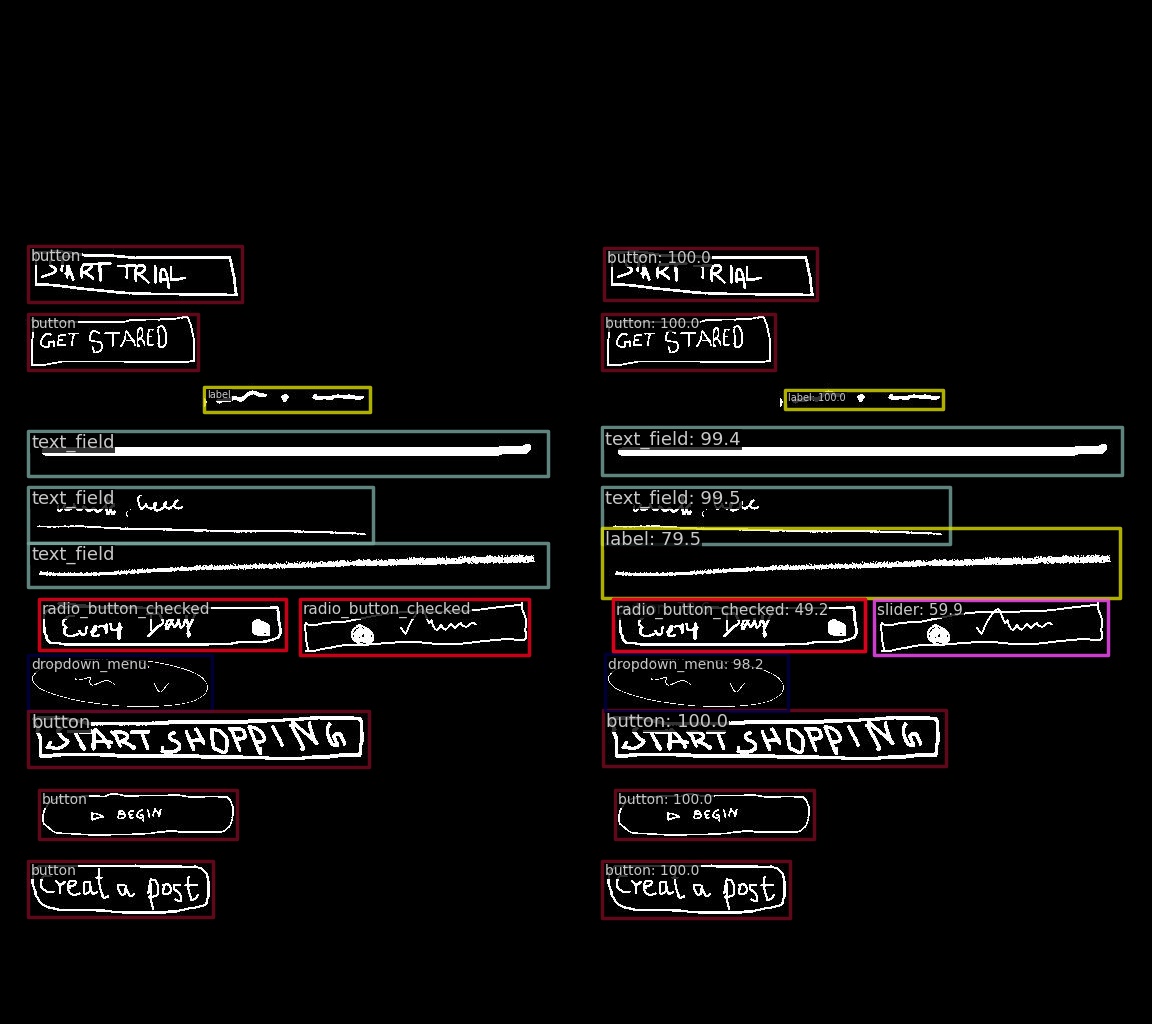 button button: 100.0
START TRIAL START TRIAL
button button: 100.0
GET STARED GET STARED
label label: 100.0
text_field text_field: 99.4
text_field text_field: 99.5
here here
text_field label: 79.5
radio_button_checked radio_button_checked radio_button_checked: 49.2 slider: 59.9
Every Day Every Day
dropdown_menu dropdown_menu: 98.2
button button: 100.0
START SHOPPING START SHOPPING
button button: 100.0
BEGIN BEGIN
button button: 100.0
Creat a post Creat a post